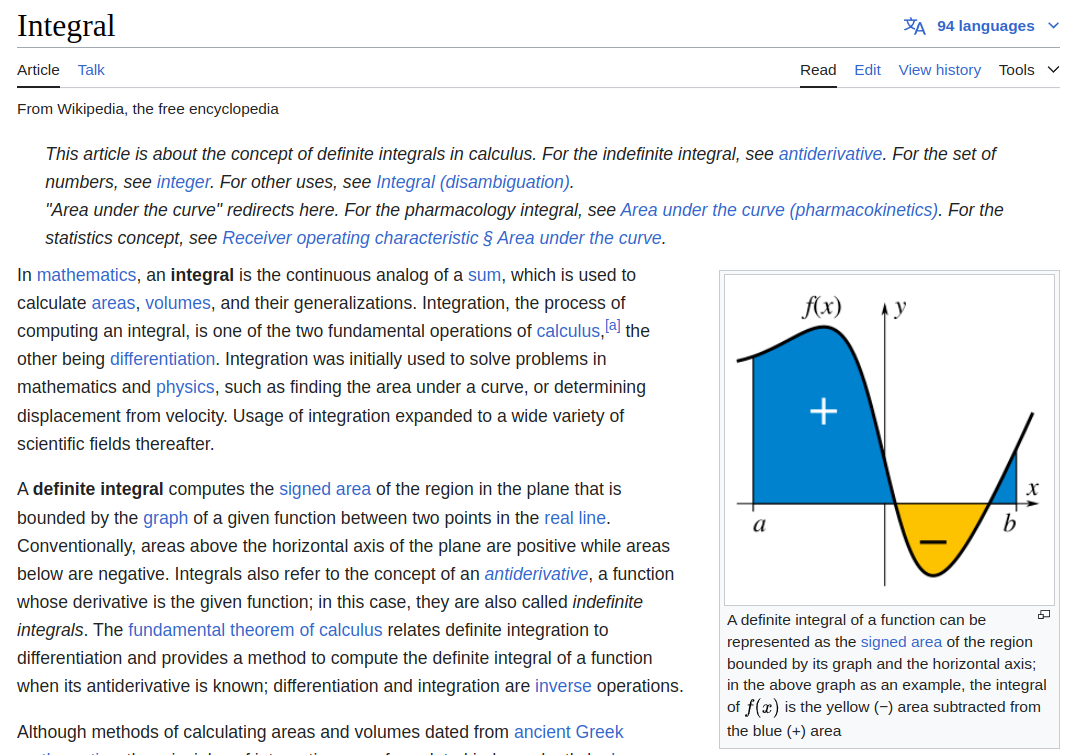 Integral
94 languages
Article Talk
Read Edit View history Tools
From Wikipedia, the free encyclopedia
This article is about the concept of definite integrals in calculus. For the indefinite integral, see antiderivative. For the set of
numbers, see integer. For other uses, see Integral (disambiguation).
"Area under the curve" redirects here. For the pharmacology integral, see Area under the curve (pharmacokinetics). For the
statistics concept, see Receiver operating characteristic § Area under the curve.
In mathematics, an integral is the continuous analog of a sum, which is used to
calculate areas, volumes, and their generalizations. Integration, the process of
computing an integral, is one of the two fundamental operations of calculus,[a] the
other being differentiation. Integration was initially used to solve problems in
mathematics and physics, such as finding the area under a curve, or determining
displacement from velocity. Usage of integration expanded to a wide variety of
scientific fields thereafter.
A definite integral computes the signed area of the region in the plane that is
bounded by the graph of a given function between two points in the real line.
Conventionally, areas above the horizontal axis of the plane are positive while areas
below are negative. Integrals also refer to the concept of an antiderivative, a function
whose derivative is the given function; in this case, they are also called indefinite
integrals. The fundamental theorem of calculus relates definite integration to
differentiation and provides a method to compute the definite integral of a function
when its antiderivative is known; differentiation and integration are inverse operations.
Although methods of calculating areas and volumes dated from ancient Greek
f(x)
y
+
x
a
b
−
A definite integral of a function can be
represented as the signed area of the region
bounded by its graph and the horizontal axis;
in the above graph as an example, the integral
of f(x) is the yellow (−) area subtracted from
the blue (+) area